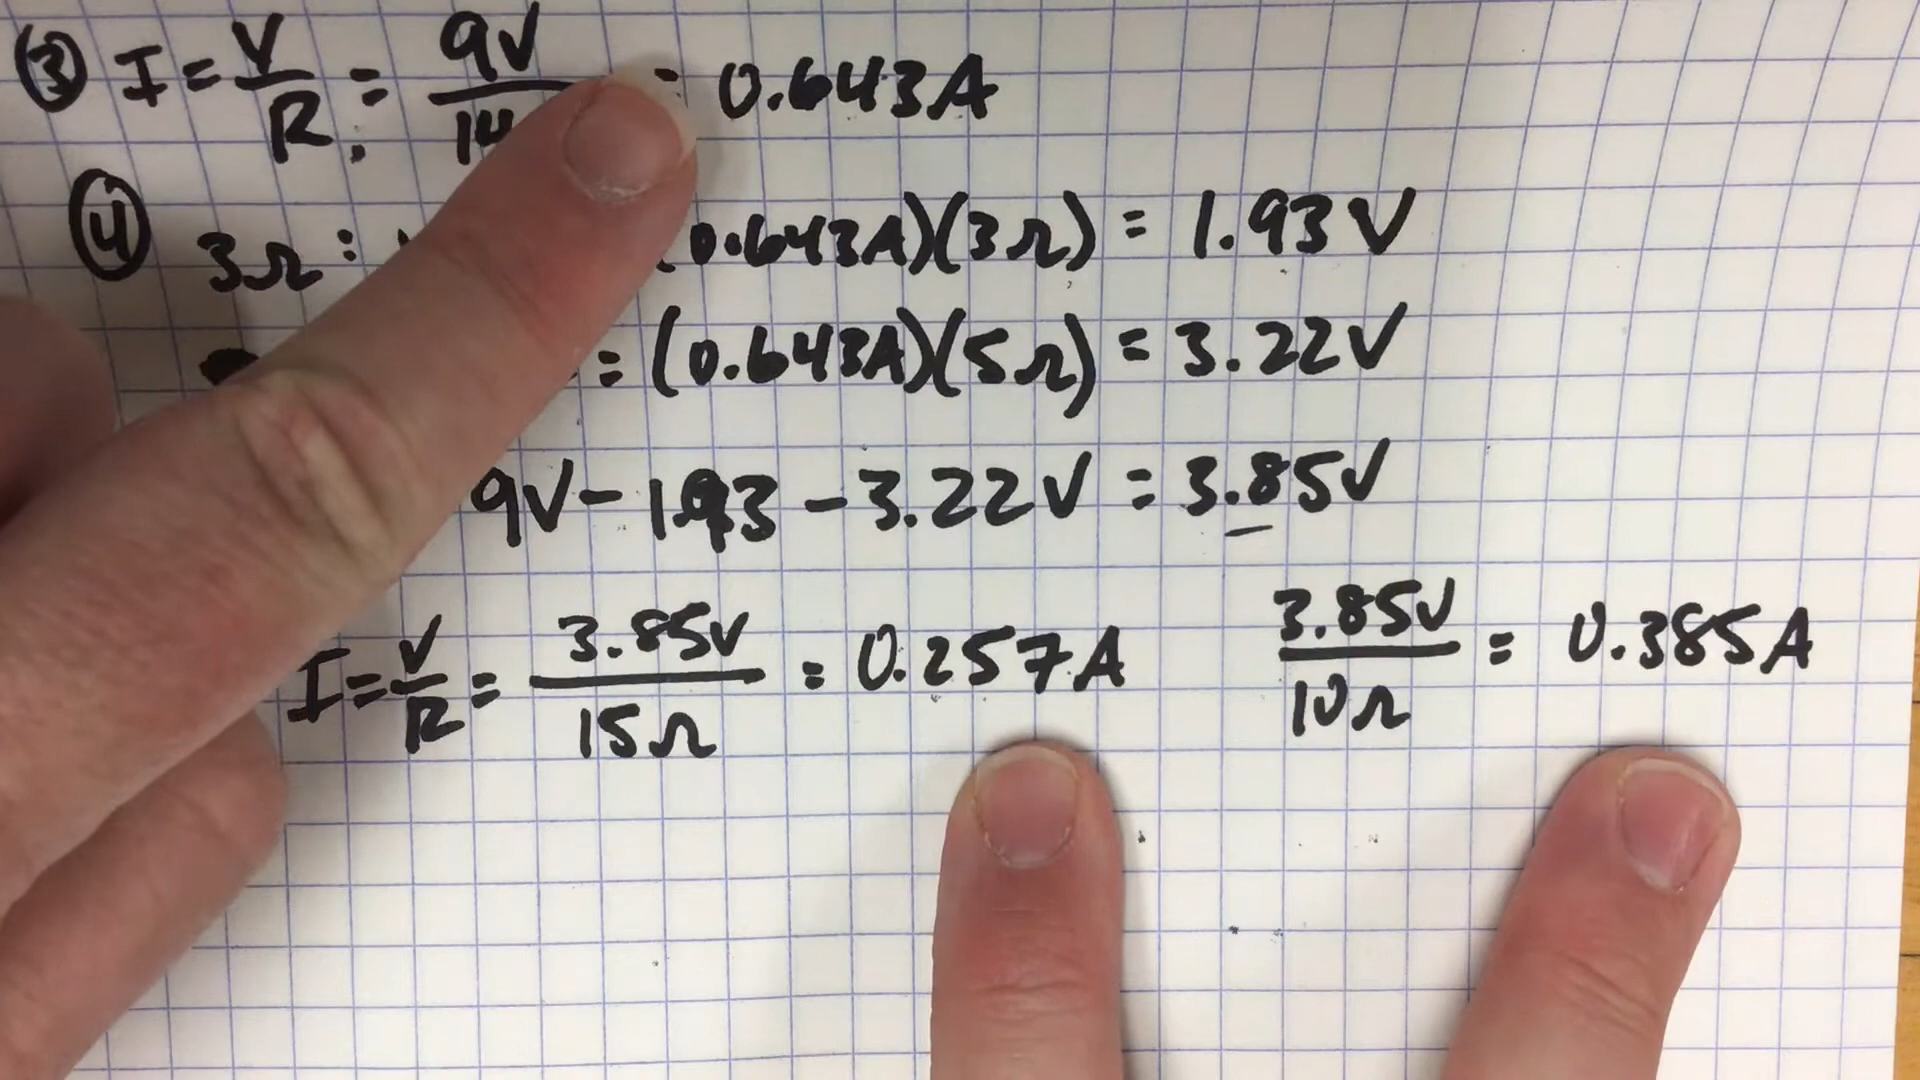 ③ I = V/R = 9V/14 = 0.643A
④ 3Ω: (0.643A)(3Ω) = 1.93V
= (0.643A)(5Ω) = 3.22V
9V - 1.93 - 3.22V = 3.85V
I = V/R = 3.85V/15Ω = 0.257A 3.85V/10Ω = 0.385A